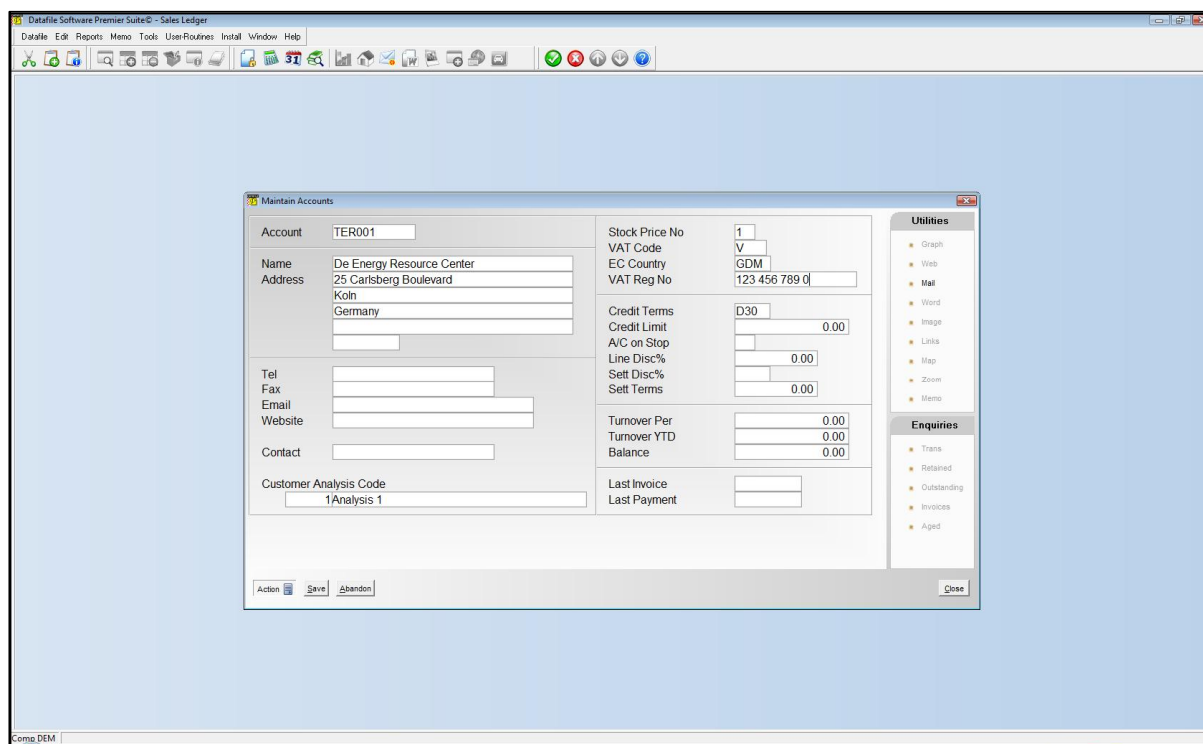 Datafile Software Premier Suite© - Sales Ledger
Datafile Edit Reports Memo Tools User-Routines Install Window Help
31
Maintain Accounts
Account TER001
Name De Energy Resource Center
Address 25 Carlsberg Boulevard
Koln
Germany
Tel
Fax
Email
Website
Contact
Customer Analysis Code
1 Analysis 1
Stock Price No 1
VAT Code V
EC Country GDM
VAT Reg No 123 456 789 0
Credit Terms D30
Credit Limit 0.00
A/C on Stop
Line Disc% 0.00
Sett Disc%
Sett Terms 0.00
Turnover Per 0.00
Turnover YTD 0.00
Balance 0.00
Last Invoice
Last Payment
Utilities
Graph
Web
Mail
Word
Image
Links
Map
Zoom
Memo
Enquiries
Trans
Retained
Outstanding
Invoices
Aged
Action Save Abandon Close
Comp DEM